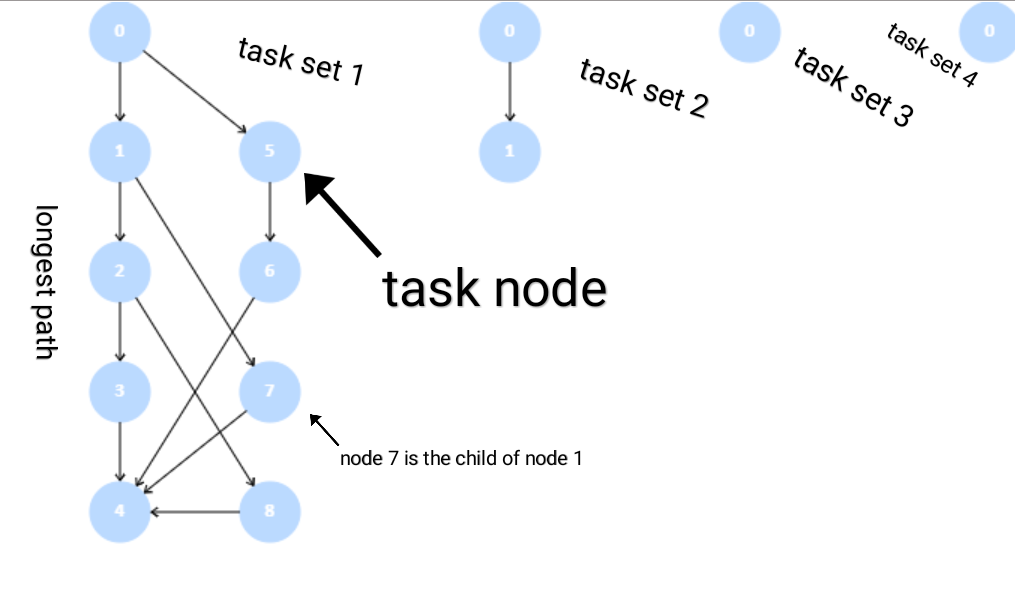 0
task set 1
0
task set 2
0
task set 3
task set 4
0
1
5
1
longest path
2
6
task node
3
7
node 7 is the child of node 1
4
8